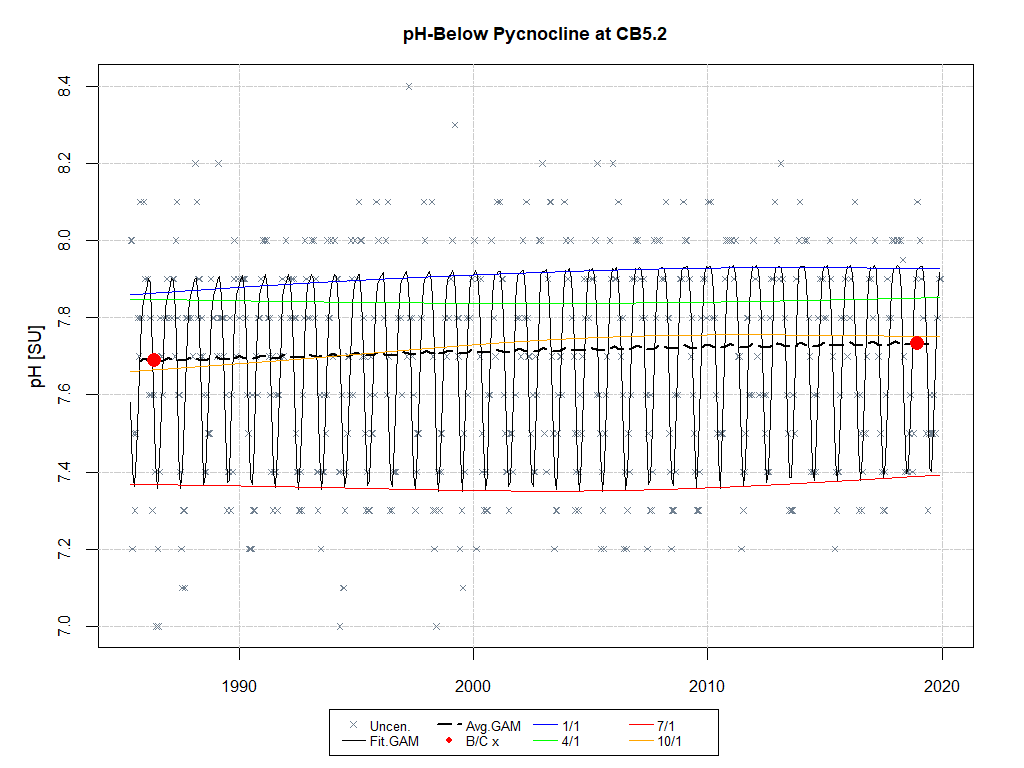 pH-Below Pycnocline at CB5.2
pH [SU]
8.4
8.2
8.0
7.8
7.6
7.4
7.2
7.0
1990 2000 2010 2020
Uncen. Avg.GAM 1/1 7/1
Fit.GAM B/C x 4/1 10/1